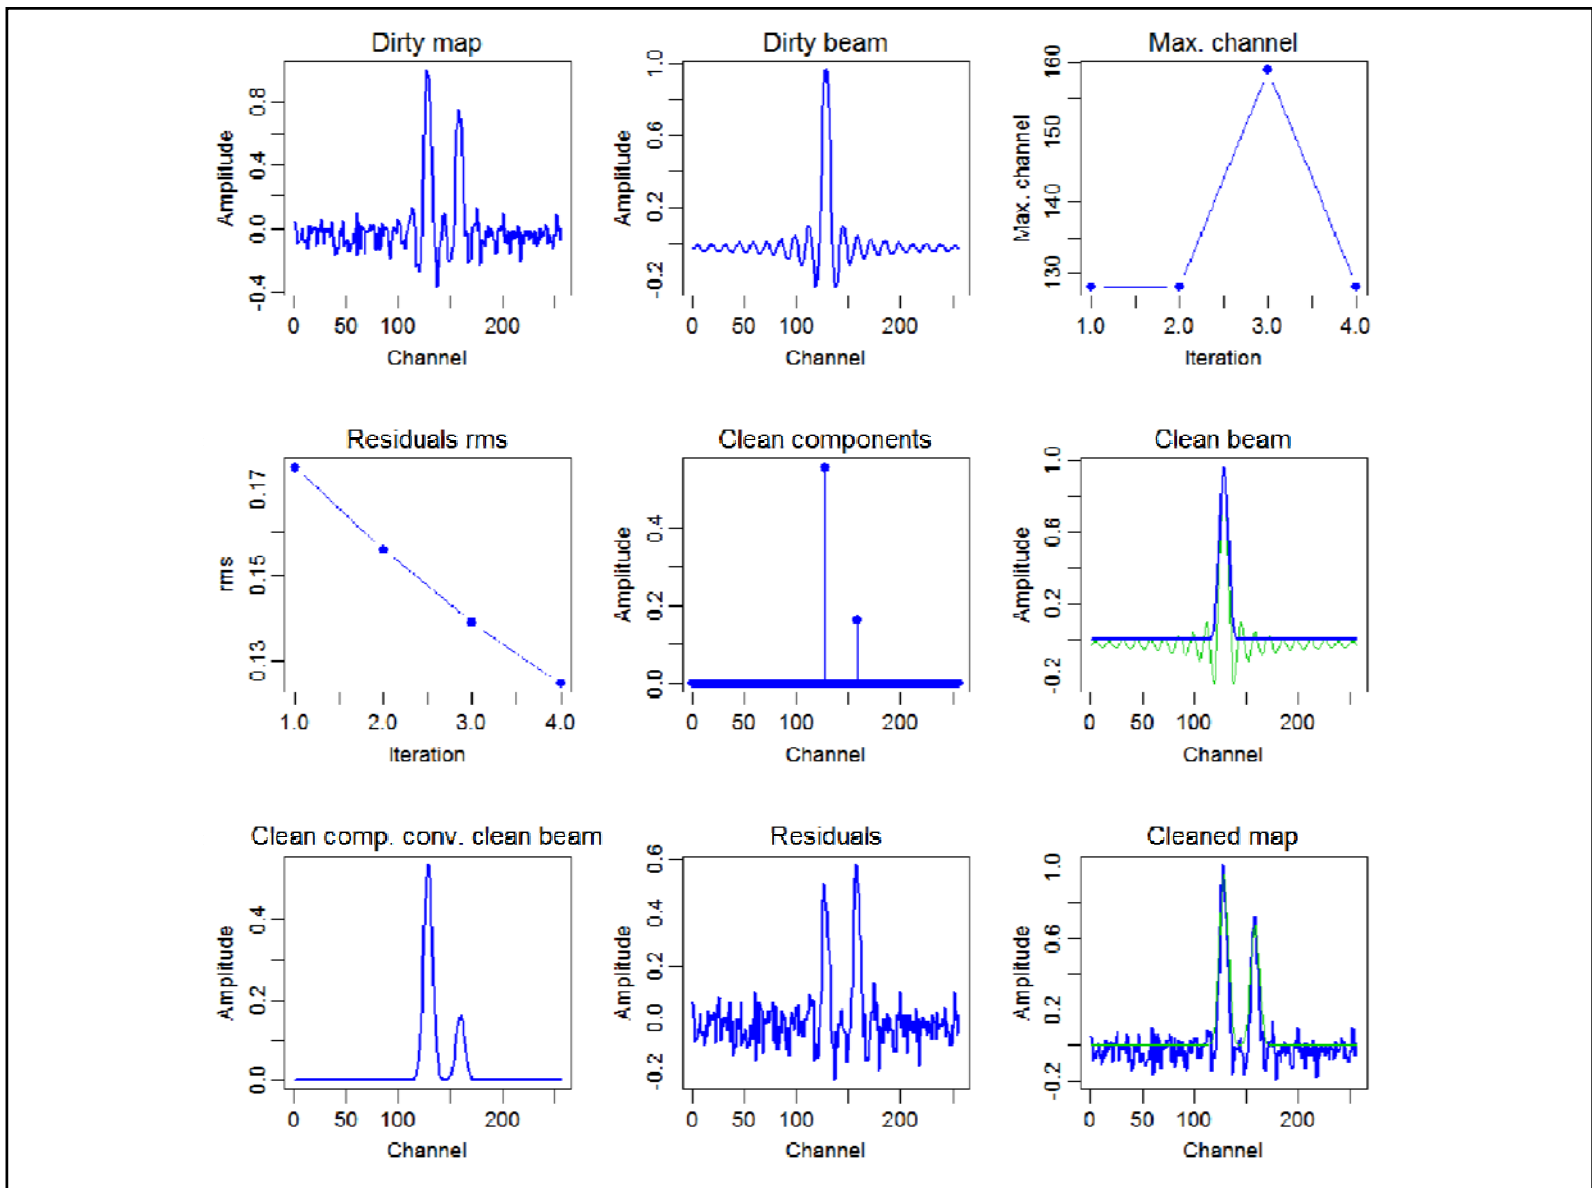 Dirty map
Amplitude
-0.4 0.0 0.4 0.8
0 50 100 200
Channel
Dirty beam
Amplitude
-0.2 0.2 0.6 1.0
0 50 100 200
Channel
Max. channel
Max. channel
130 140 150 160
1.0 2.0 3.0 4.0
Iteration
Residuals rms
rms
0.13 0.15 0.17
1.0 2.0 3.0 4.0
Iteration
Clean components
Amplitude
0.0 0.2 0.4
0 50 100 200
Channel
Clean beam
Amplitude
-0.2 0.2 0.6 1.0
0 50 100 200
Channel
Clean comp. conv. clean beam
Amplitude
0.0 0.2 0.4
0 50 100 200
Channel
Residuals
Amplitude
-0.2 0.0 0.2 0.4 0.6
0 50 100 200
Channel
Cleaned map
Amplitude
-0.2 0.2 0.6 1.0
0 50 100 200
Channel